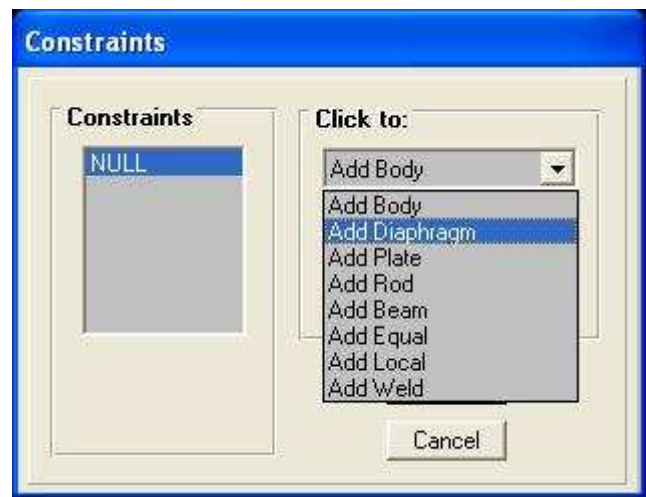 Constraints
Constraints
NULL
Click to:
Add Body
Add Body
Add Diaphragm
Add Plate
Add Rod
Add Beam
Add Equal
Add Local
Add Weld
Cancel